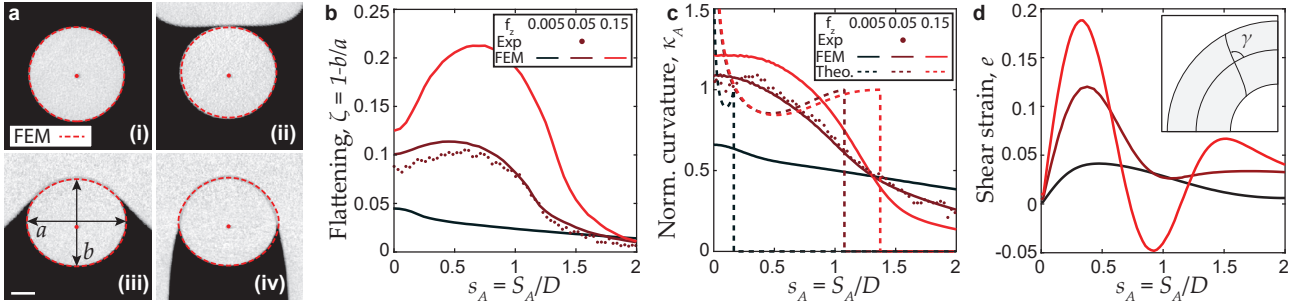 a
(i)
(ii)
FEM
(iii)
a
b
(iv)
b
Flattening, ζ = 1-b/a
f_z 0.005 0.05 0.15
Exp
FEM
0.25
0.2
0.15
0.1
0.05
0
0 0.5 1 1.5 2
s_A = S_A/D
c
Norm. curvature, κ_A
f_z 0.005 0.05 0.15
Exp
FEM
Theo.
1.5
1
0.5
0
0 0.5 1 1.5 2
s_A = S_A/D
d
Shear strain, e
γ
0.2
0.15
0.1
0.05
0
-0.05
0 0.5 1 1.5 2
s_A = S_A/D